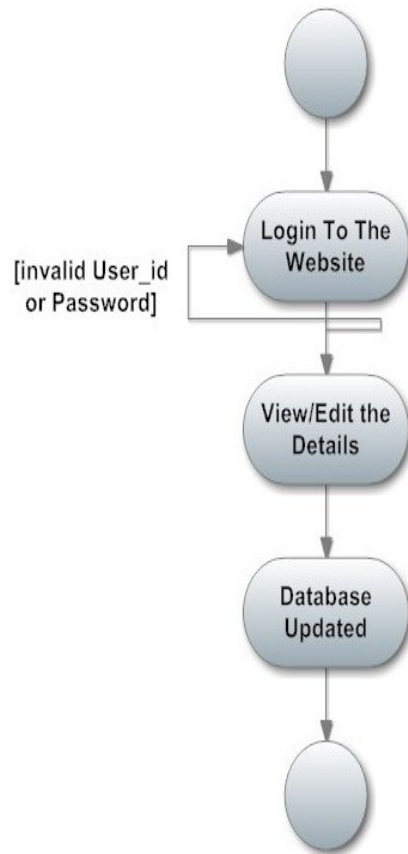 Login To The
Website
[invalid User_id
or Password]
View/Edit the
Details
Database
Updated